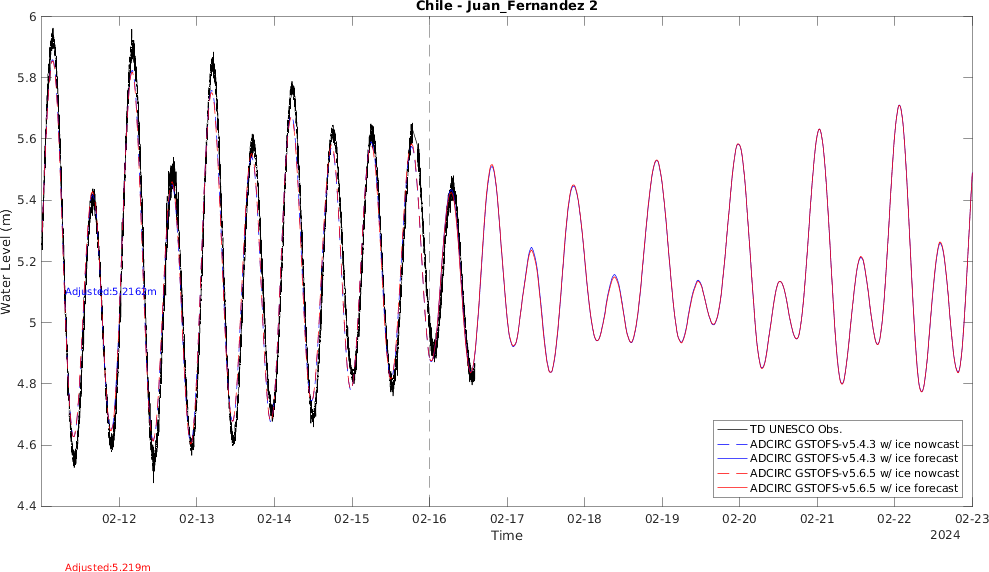 Chile - Juan_Fernandez 2
6
5.8
5.6
5.4
5.2
5
4.8
4.6
4.4
Water Level (m)
Adjusted:5.2162m
TD UNESCO Obs.
ADCIRC GSTOFS-v5.4.3 w/ ice nowcast
ADCIRC GSTOFS-v5.4.3 w/ ice forecast
ADCIRC GSTOFS-v5.6.5 w/ ice nowcast
ADCIRC GSTOFS-v5.6.5 w/ ice forecast
02-12 02-13 02-14 02-15 02-16 02-17 02-18 02-19 02-20 02-21 02-22 02-23
Time
2024
Adjusted:5.219m